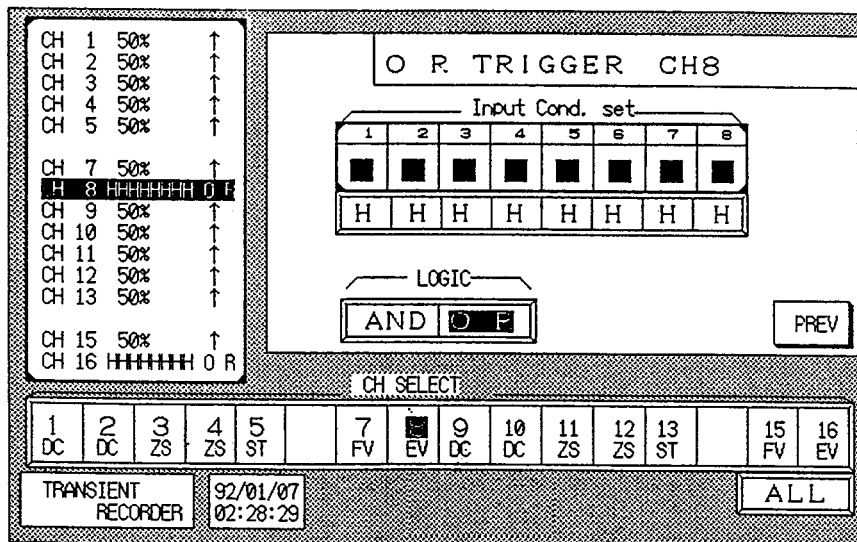 CH 1 50% ↑
CH 2 50% ↑
CH 3 50% ↑
CH 4 50% ↑
CH 5 50% ↑
CH 7 50% ↑
CH 8 HHHHHHHH O R
CH 9 50% ↑
CH 10 50% ↑
CH 11 50% ↑
CH 12 50% ↑
CH 13 50% ↑
CH 15 50% ↑
CH 16 HHHHHHHH O R
O R TRIGGER CH8
Input Cond. set
1 2 3 4 5 6 7 8
H H H H H H H H
LOGIC
AND O R
PREV
CH SELECT
1 2 3 4 5 7 8 9 10 11 12 13 15 16
DC DC ZS ZS ST FV EV DC DC ZS ZS ST FV EV
TRANSIENT
RECORDER
92/01/07
02:28:29
ALL